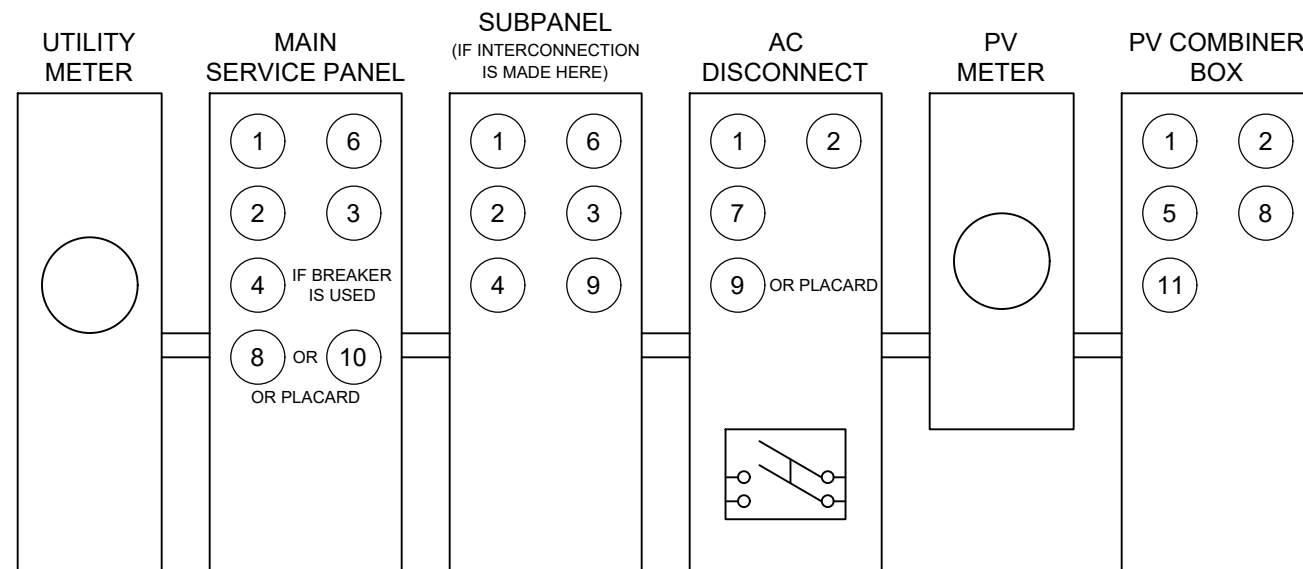 UTILITY
METER
MAIN
SERVICE PANEL
SUBPANEL
(IF INTERCONNECTION
IS MADE HERE)
AC
DISCONNECT
PV
METER
PV COMBINER
BOX
1 6
2 3
4 IF BREAKER
IS USED
8 OR 10
OR PLACARD
1 6
2 3
4 9
1 2
7
9 OR PLACARD
1 2
5 8
11